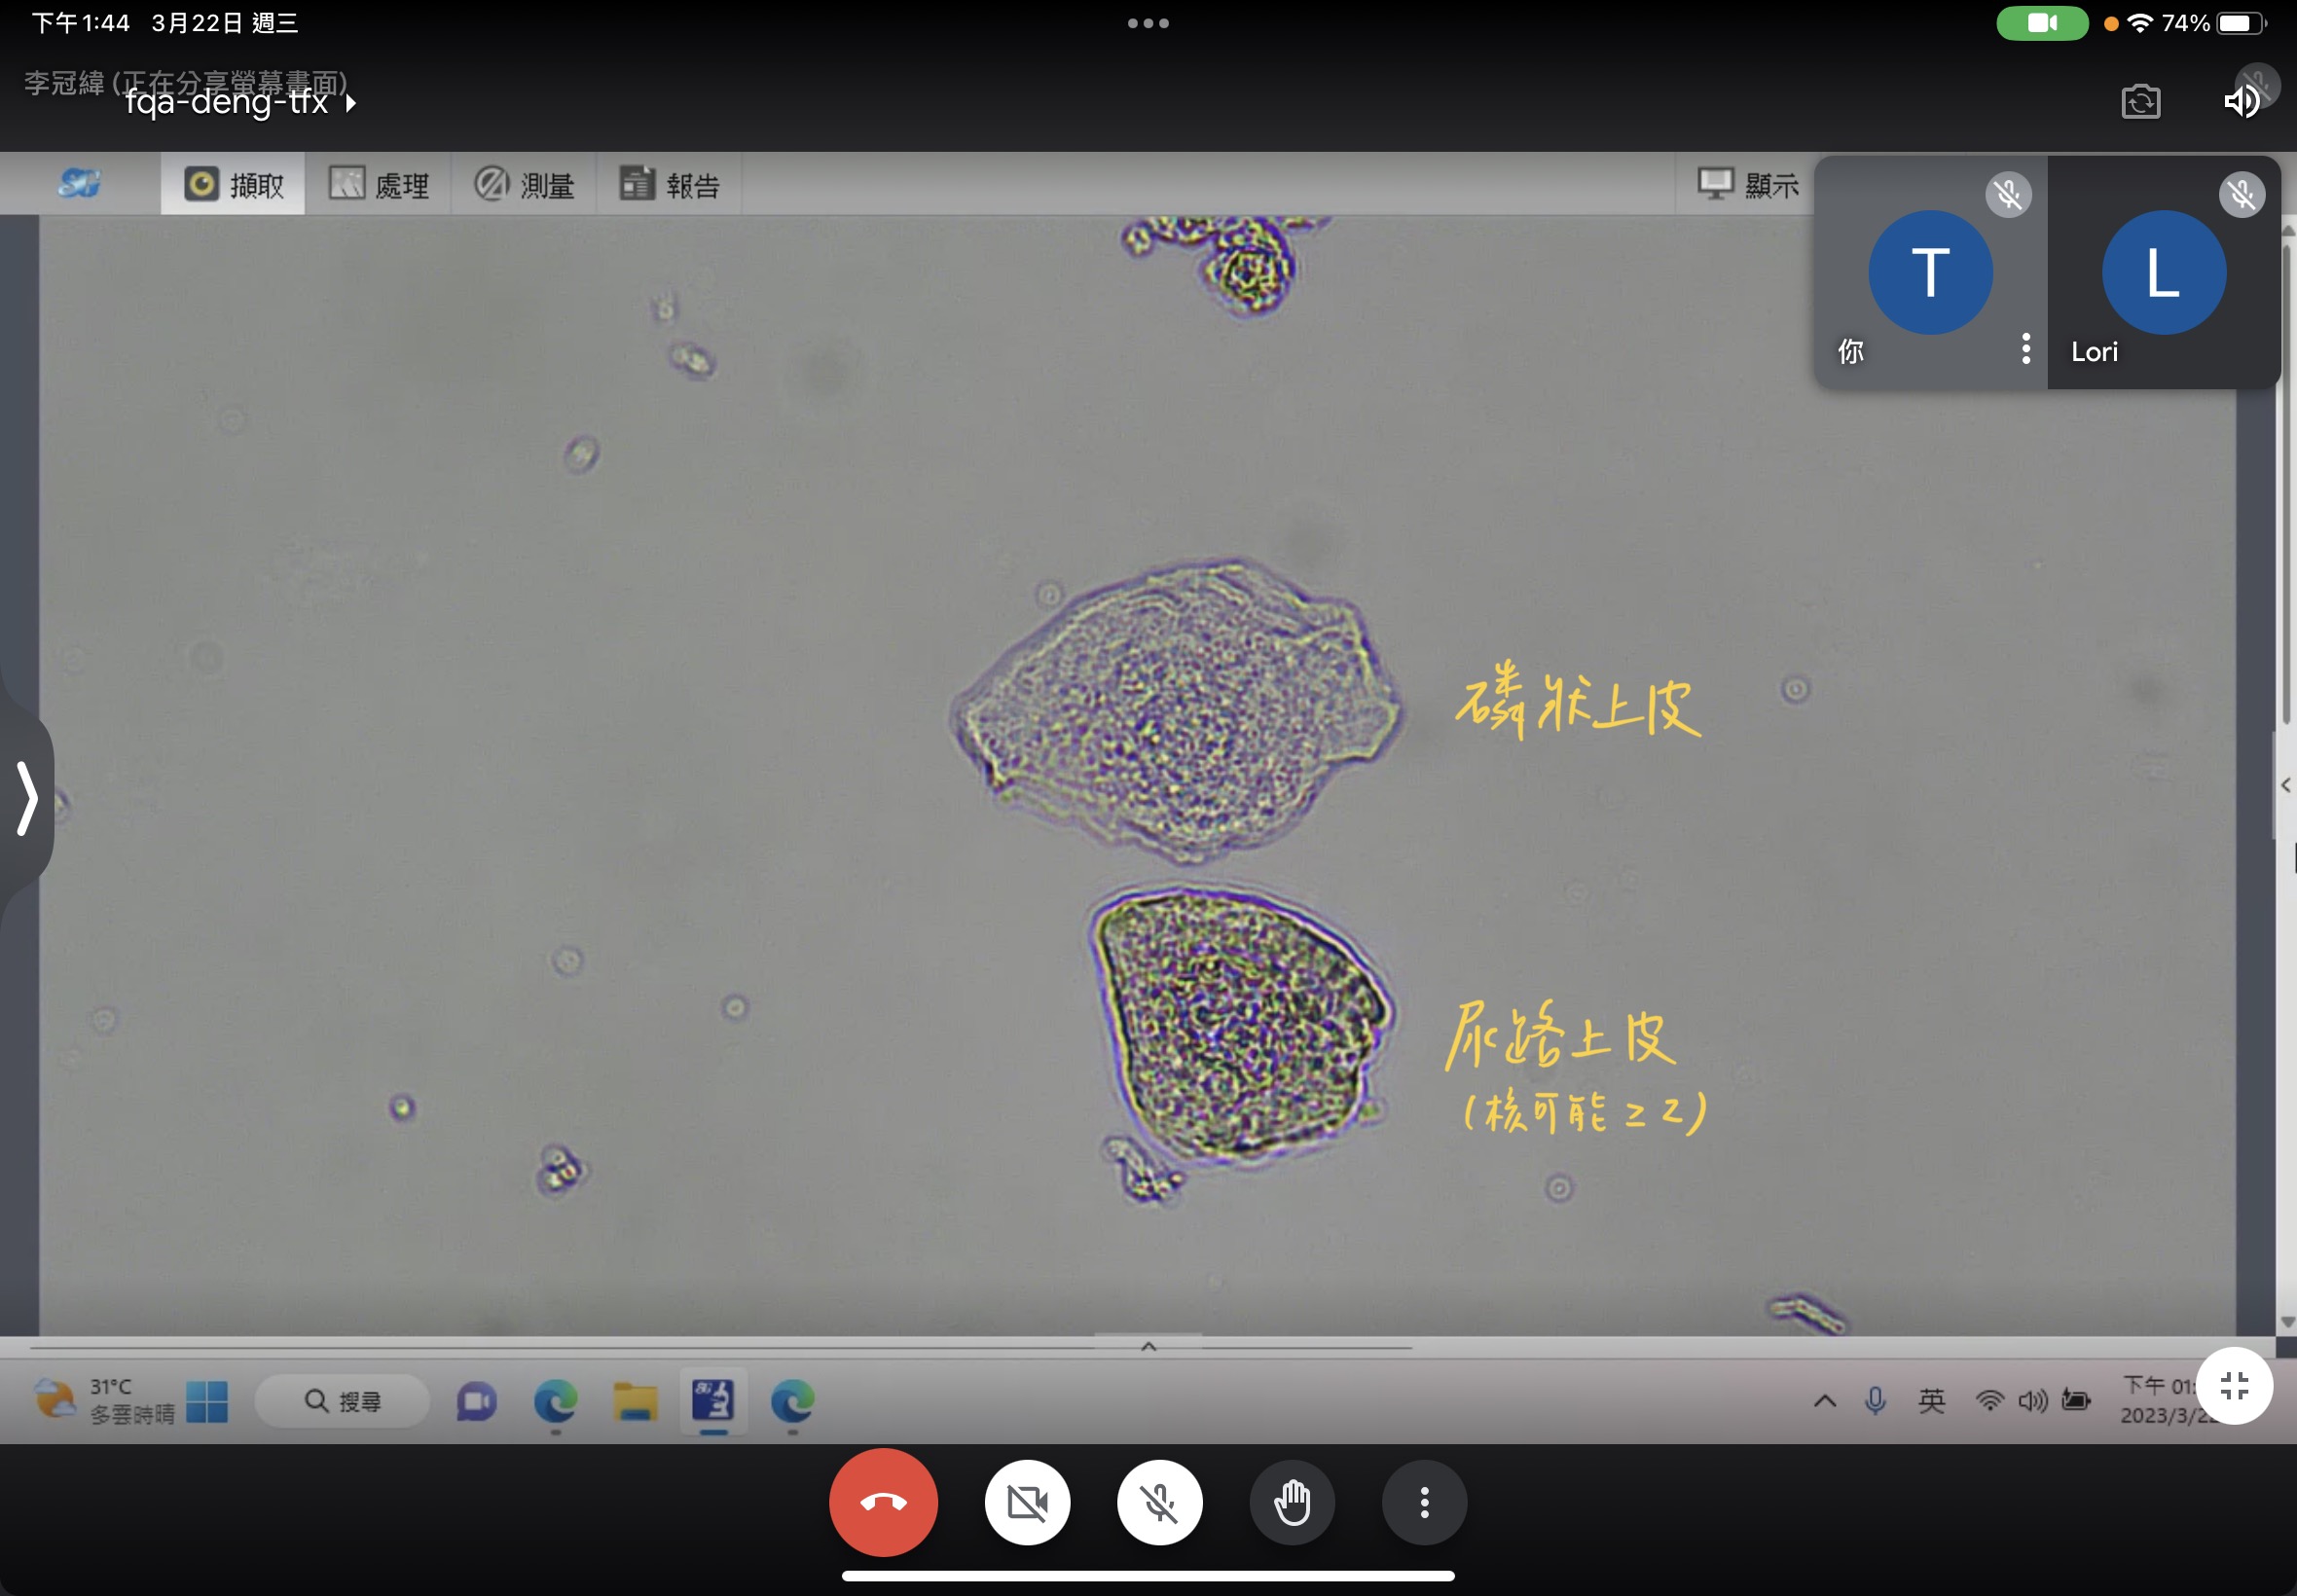 下午1:44 3月22日 週三
74%
李冠緯 (正在分享螢幕畫面)
fqa-deng-tfx
擷取 處理 測量 報告 顯示
T L
你 Lori
磷狀上皮
尿路上皮
(核可能 ≥ 2)
31°C
多雲時晴
搜尋
英
下午 01:
2023/3/22